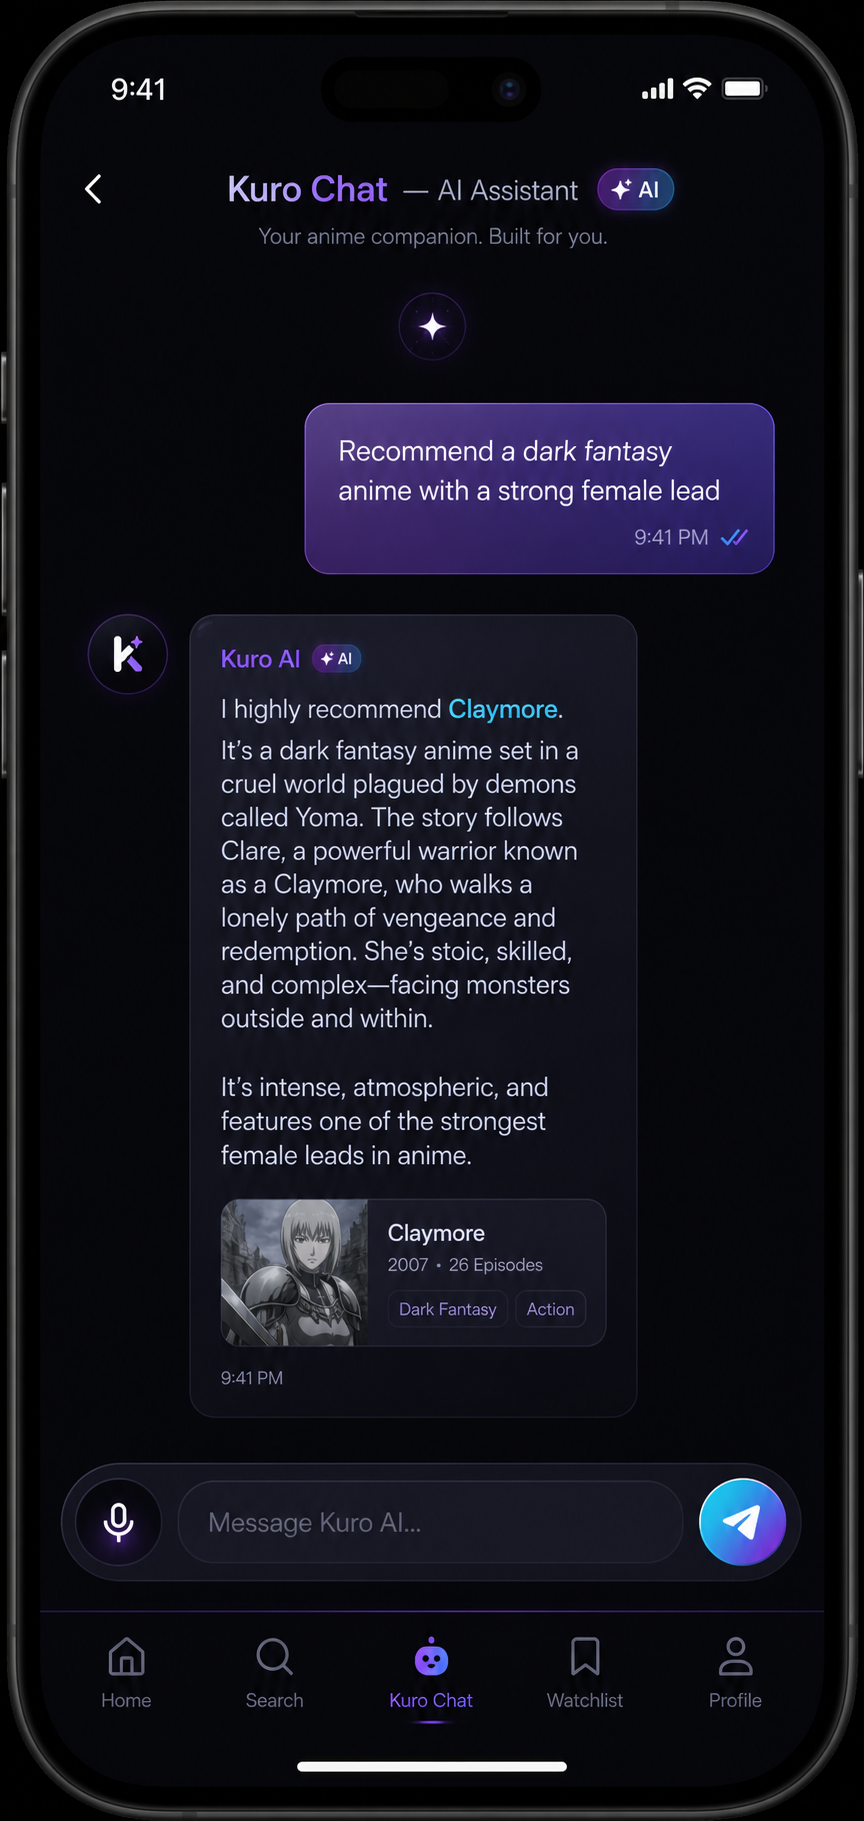 9:41
Kuro Chat — AI Assistant AI
Your anime companion. Built for you.
Recommend a dark fantasy
anime with a strong female lead
9:41 PM
Kuro AI AI
I highly recommend Claymore.
It's a dark fantasy anime set in a
cruel world plagued by demons
called Yoma. The story follows
Clare, a powerful warrior known
as a Claymore, who walks a
lonely path of vengeance and
redemption. She's stoic, skilled,
and complex—facing monsters
outside and within.
It's intense, atmospheric, and
features one of the strongest
female leads in anime.
Claymore
2007 • 26 Episodes
Dark Fantasy Action
9:41 PM
Message Kuro AI...
Home Search Kuro Chat Watchlist Profile